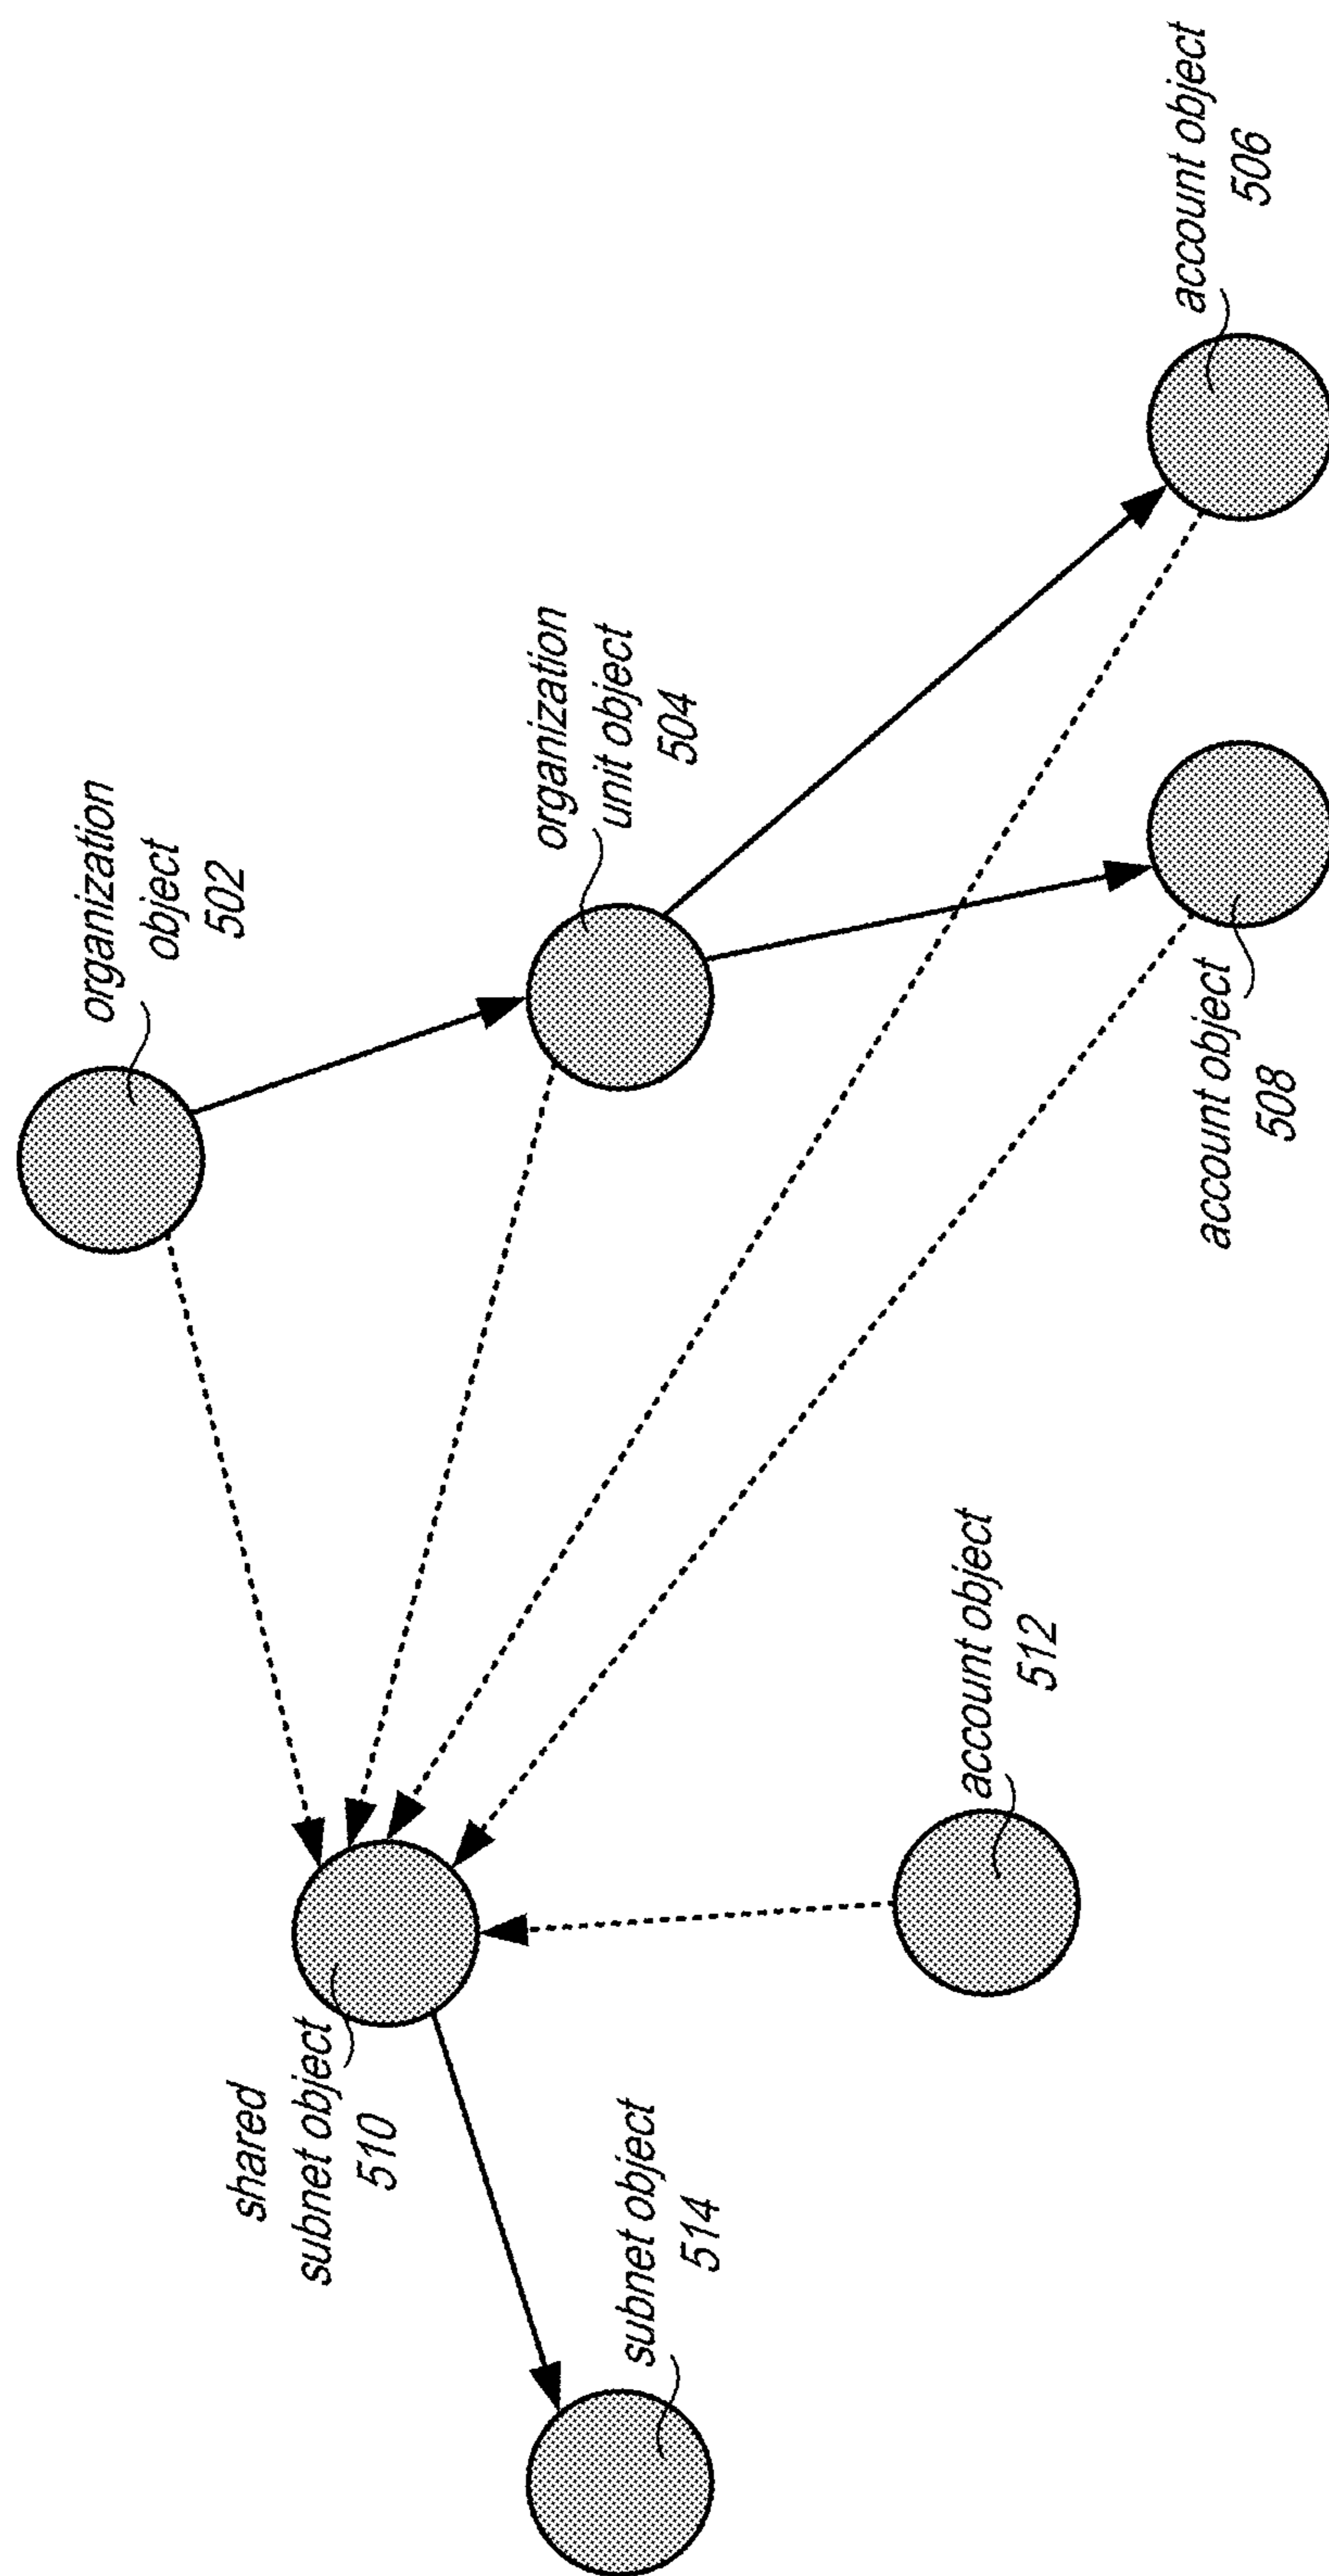 organization
object
502
organization
unit object
504
account object
506
account object
508
shared
subnet object
510
account object
512
subnet object
514